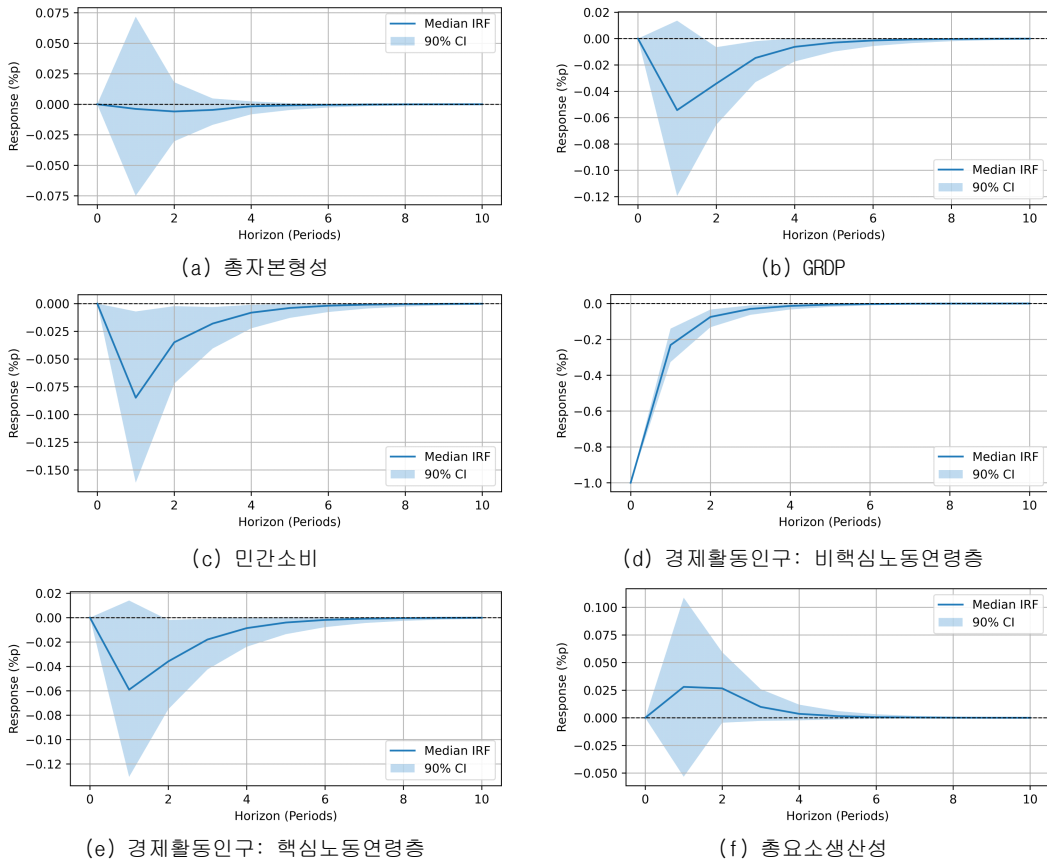 0.075
0.050
0.025
0.000
−0.025
−0.050
−0.075
Response (%p)
Median IRF
90% CI
0 2 4 6 8 10
Horizon (Periods)
(a) 총자본형성
0.02
0.00
−0.02
−0.04
−0.06
−0.08
−0.10
−0.12
Response (%p)
Median IRF
90% CI
0 2 4 6 8 10
Horizon (Periods)
(b) GRDP
0.000
−0.025
−0.050
−0.075
−0.100
−0.125
−0.150
Response (%p)
Median IRF
90% CI
0 2 4 6 8 10
Horizon (Periods)
(c) 민간소비
0.0
−0.2
−0.4
−0.6
−0.8
−1.0
Response (%p)
Median IRF
90% CI
0 2 4 6 8 10
Horizon (Periods)
(d) 경제활동인구: 비핵심노동연령층
0.02
0.00
−0.02
−0.04
−0.06
−0.08
−0.10
−0.12
Response (%p)
Median IRF
90% CI
0 2 4 6 8 10
Horizon (Periods)
(e) 경제활동인구: 핵심노동연령층
0.100
0.075
0.050
0.025
0.000
−0.025
−0.050
Response (%p)
Median IRF
90% CI
0 2 4 6 8 10
Horizon (Periods)
(f) 총요소생산성